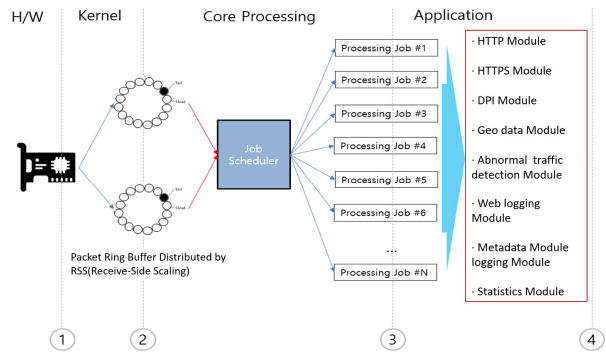 H/W
Kernel
Core Processing
Application
Tail
Head
Tail
Head
Packet Ring Buffer Distributed by
RSS(Receive-Side Scaling)
Job
Scheduler
Processing Job #1
Processing Job #2
Processing Job #3
Processing Job #4
Processing Job #5
Processing Job #6
...
Processing Job #N
· HTTP Module
· HTTPS Module
· DPI Module
· Geo data Module
· Abnormal traffic
detection Module
· Web logging
Module
· Metadata Module
logging Module
· Statistics Module
1
2
3
4